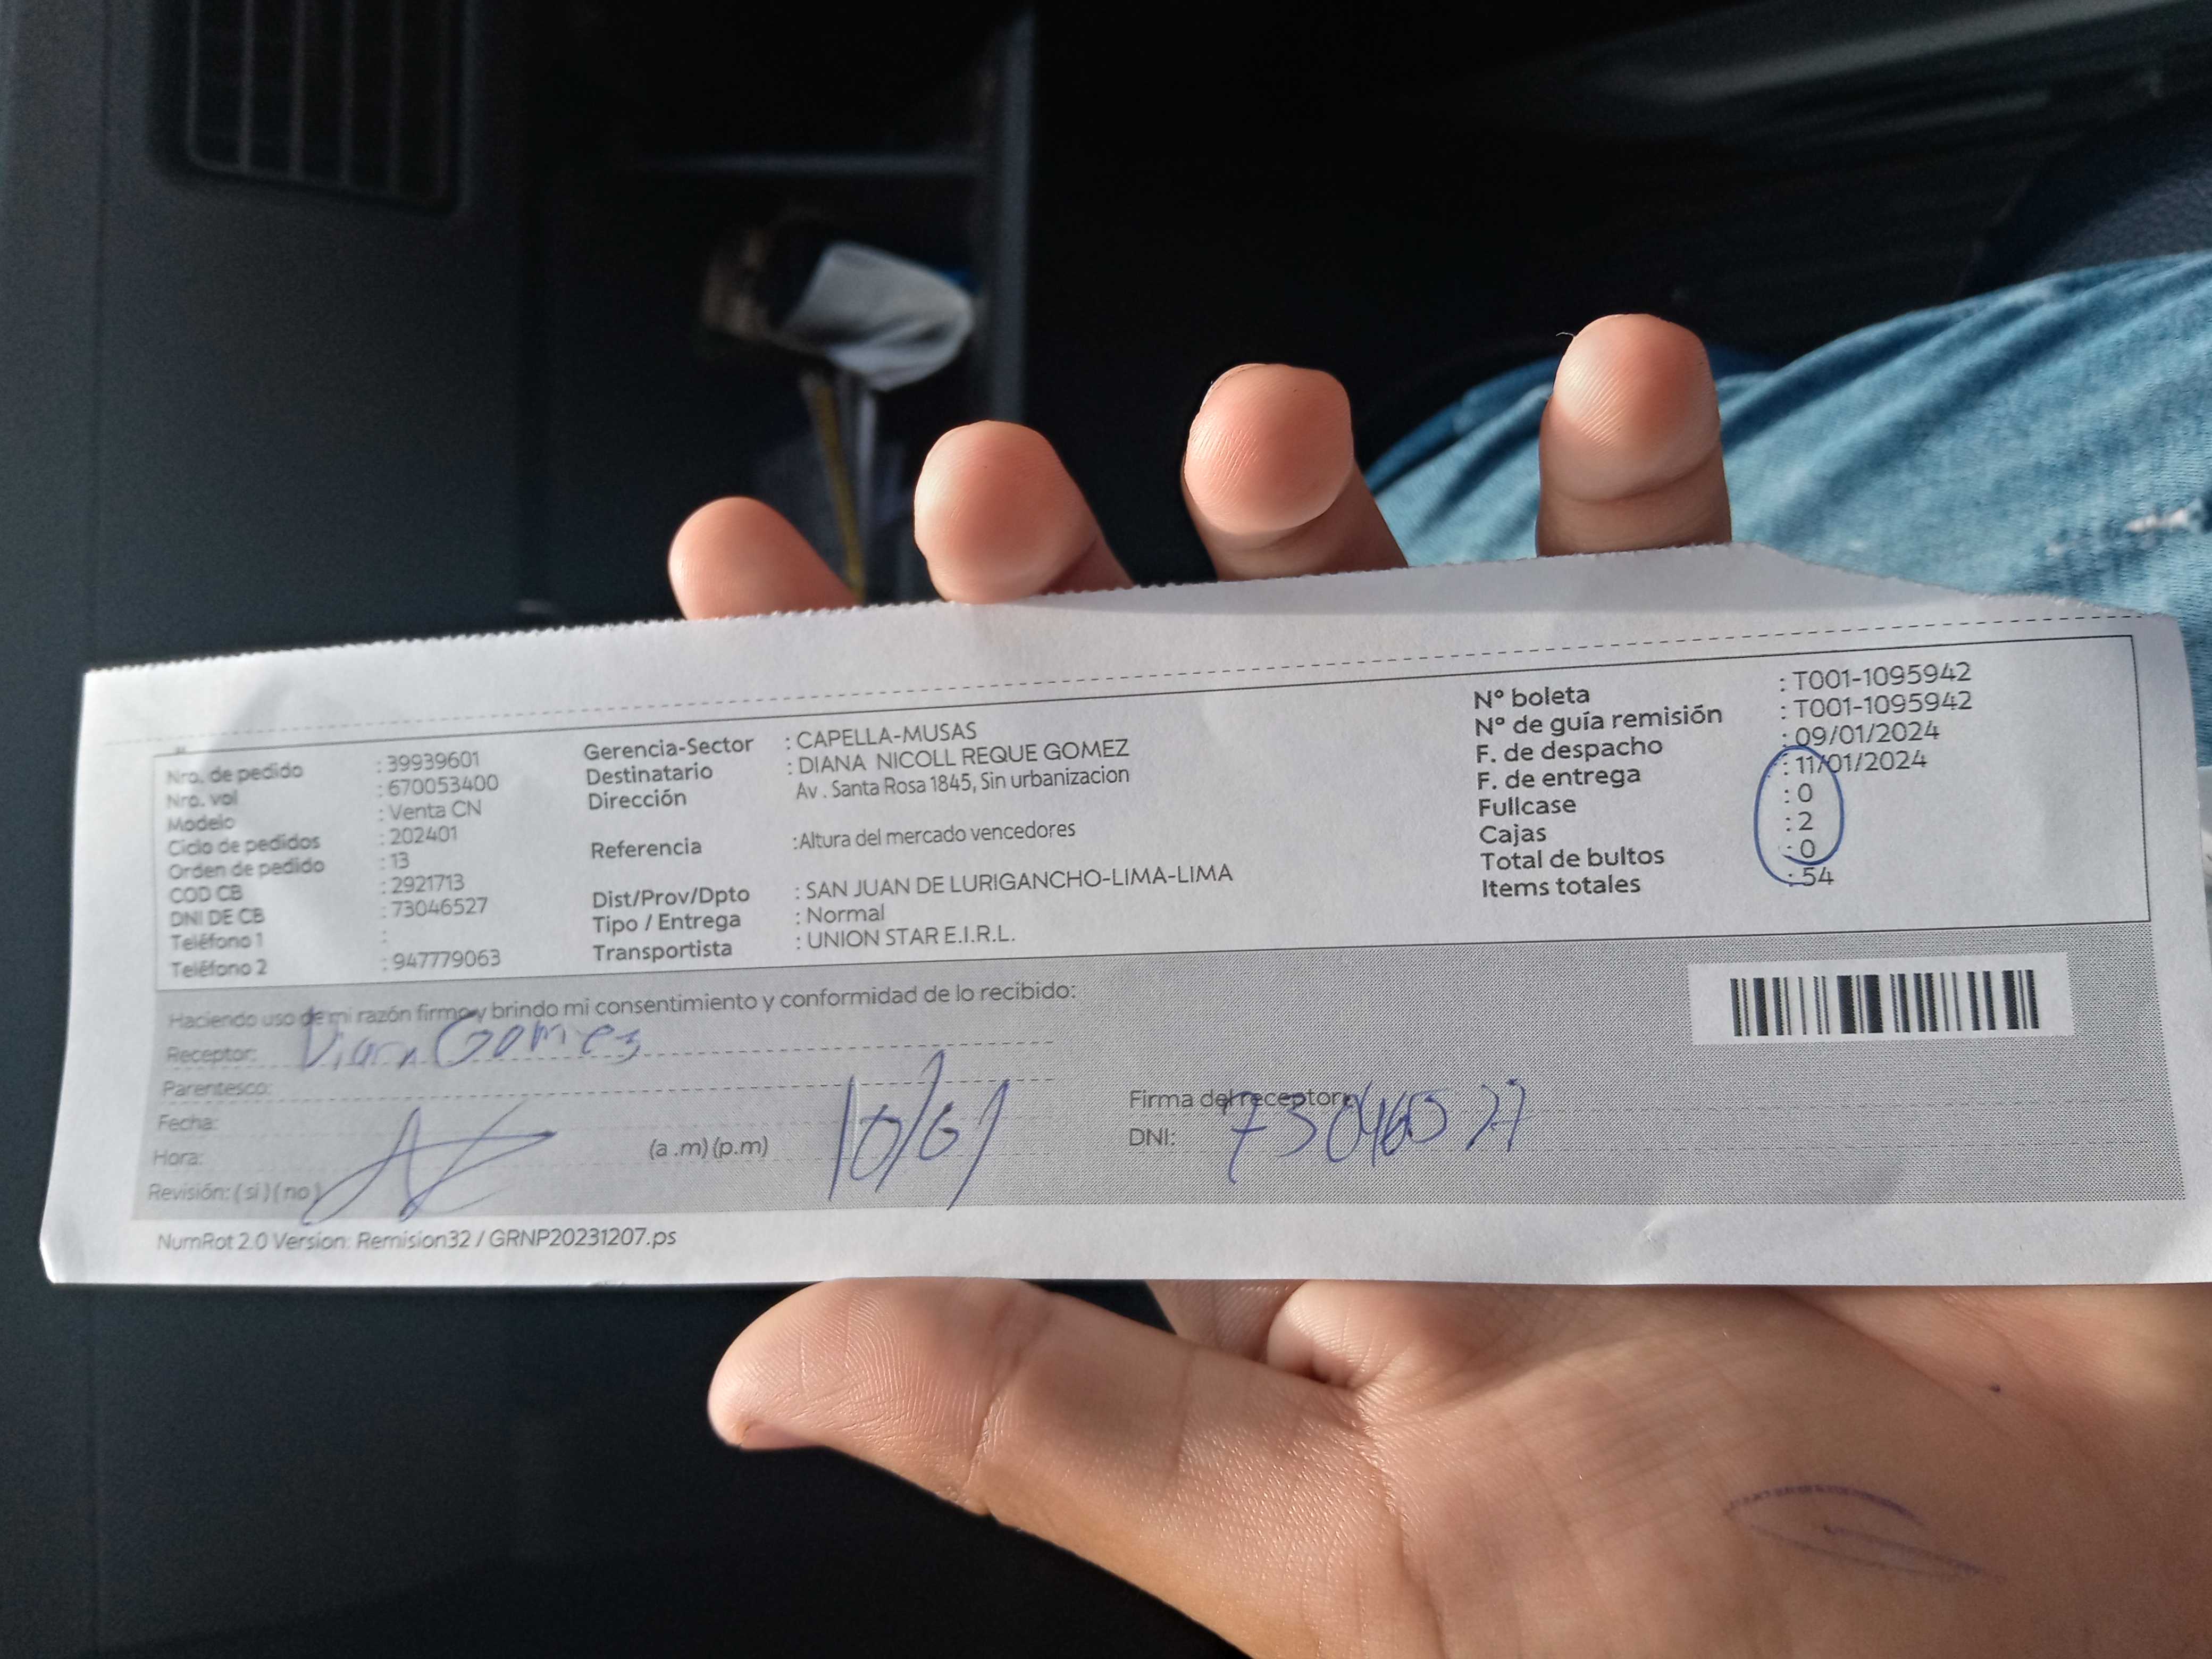 Nro. de pedido : 39939601
Nro. vol : 670053400
Modelo : Venta CN
Ciclo de pedidos : 202401
Orden de pedido : 13
COD CB : 2921713
DNI DE CB : 73046527
Teléfono 1 :
Teléfono 2 : 947779063
Gerencia-Sector : CAPELLA-MUSAS
Destinatario : DIANA NICOLL REQUE GOMEZ
Dirección Av . Santa Rosa 1845, Sin urbanizacion
Referencia :Altura del mercado vencedores
Dist/Prov/Dpto : SAN JUAN DE LURIGANCHO-LIMA-LIMA
Tipo / Entrega : Normal
Transportista : UNION STAR E.I.R.L.
Nº boleta : T001-1095942
Nº de guía remisión : T001-1095942
F. de despacho : 09/01/2024
F. de entrega : 11/01/2024
Fullcase : 0
Cajas : 2
Total de bultos : 0
Items totales : 54
Haciendo uso de mi razón firmo y brindo mi consentimiento y conformidad de lo recibido:
Receptor: Diana Gomez
Parentesco:
Fecha:
Hora: (a .m) (p.m) 10/01
Revisión: ( si ) ( no )
Firma del receptor:
DNI: 73046527
NumRot 2.0 Version: Remision32 / GRNP20231207.ps